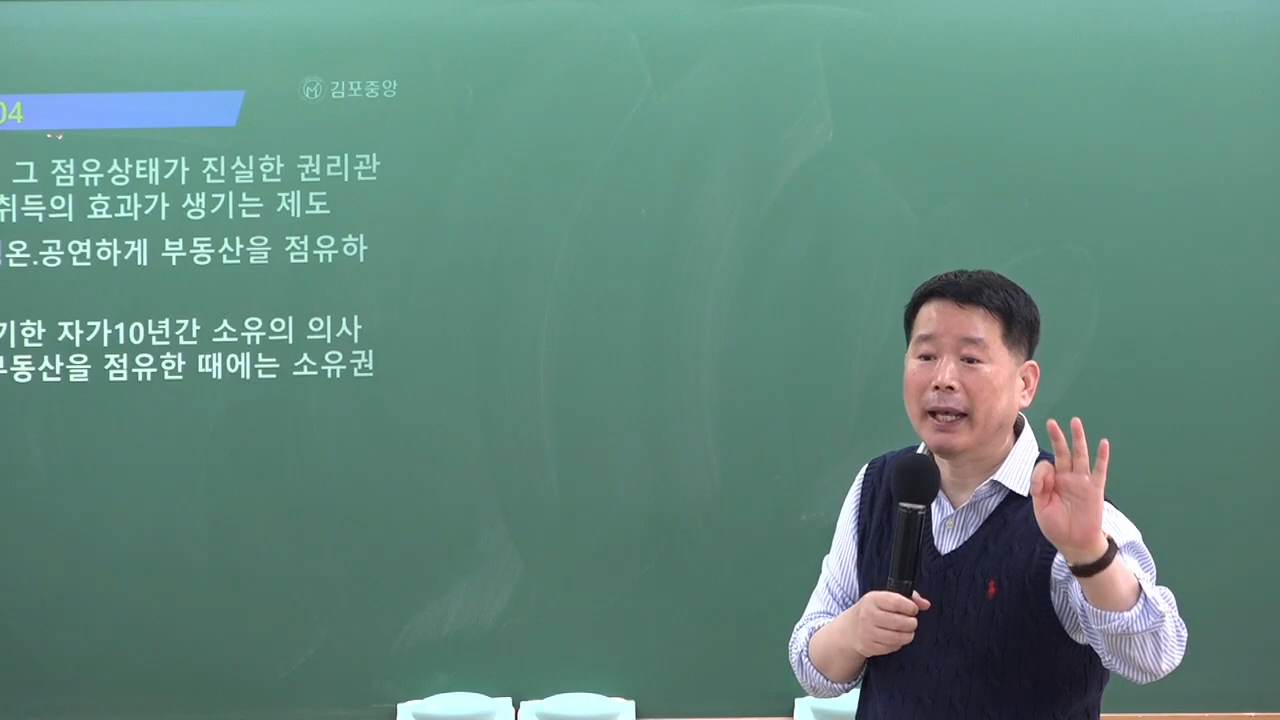 김포중앙
04
그 점유상태가 진실한 권리관
취득의 효과가 생기는 제도
온.공연하게 부동산을 점유하
기한 자가10년간 소유의 의사
부동산을 점유한 때에는 소유권